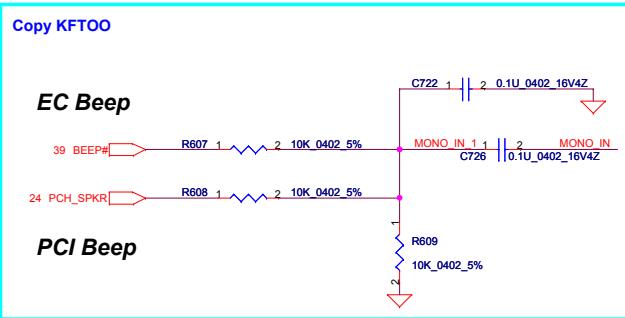 Copy KFTOO
C722 1 2 0.1U_0402_16V4Z
EC Beep
39 BEEP# R607 1 2 10K_0402_5% MONO_IN_1 1 2 MONO_IN
C726 0.1U_0402_16V4Z
24 PCH_SPKR R608 1 2 10K_0402_5%
PCI Beep
1
R609
10K_0402_5%
2